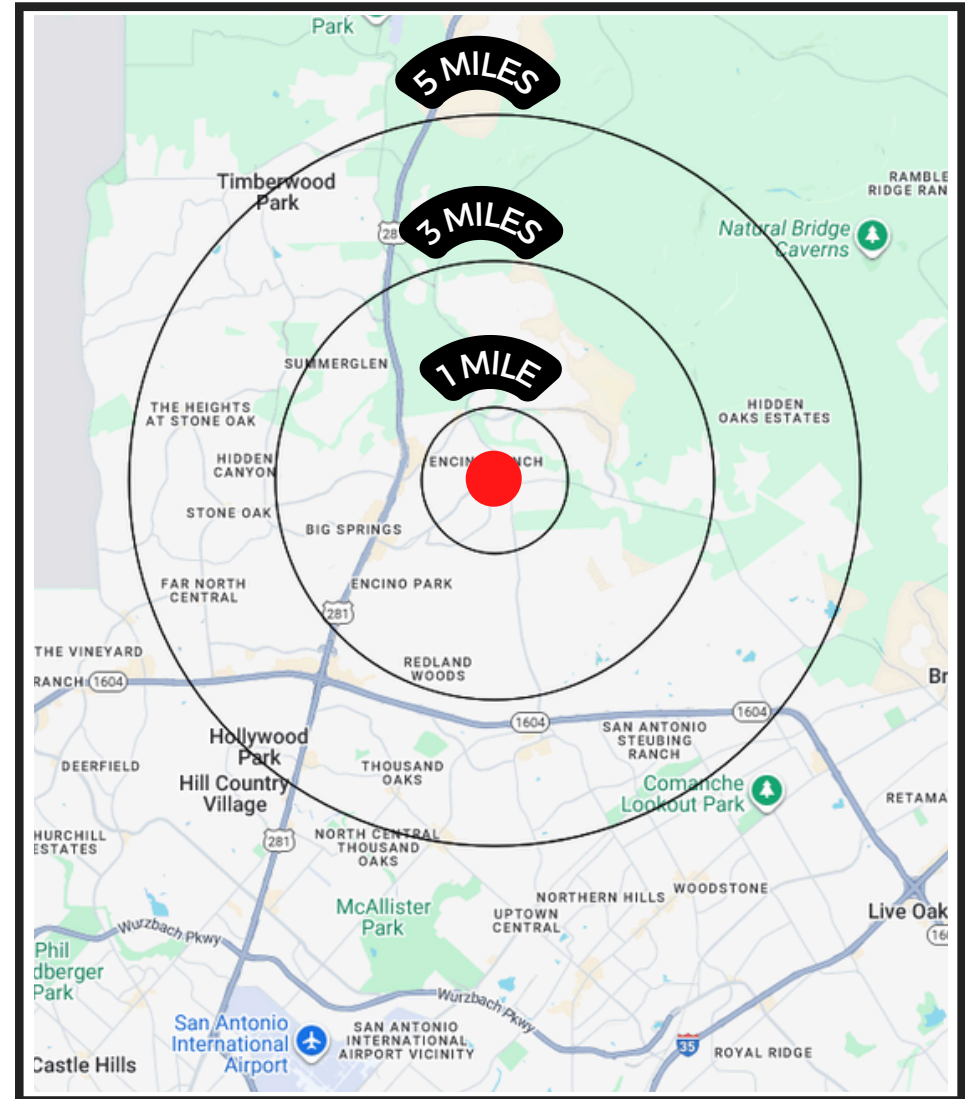 Park
5 MILES
Timberwood
Park
RAMBLE
RIDGE RAN
28
3 MILES
Natural Bridge
Caverns
SUMMERGLEN
1 MILE
THE HEIGHTS
AT STONE OAK
HIDDEN
OAKS ESTATES
HIDDEN
CANYON
ENCIN
NCH
STONE OAK
BIG SPRINGS
FAR NORTH
CENTRAL
ENCINO PARK
281
THE VINEYARD
REDLAND
WOODS
RANCH
1604
Br
1604
1604
SAN ANTONIO
STEUBING
RANCH
Hollywood
Park
DEERFIELD
THOUSAND
OAKS
Hill Country
Village
Comanche
Lookout Park
RETAMA
HURCHILL
ESTATES
281
NORTH CENTRAL
THOUSAND
OAKS
WOODSTONE
NORTHERN HILLS
McAllister
Park
UPTOWN
CENTRAL
Live Oak
Wurzbach Pkwy
160
Phil
dberger
Park
Wurzbach Pkwy
San Antonio
International
Airport
SAN ANTONIO
INTERNATIONAL
AIRPORT VICINITY
35
ROYAL RIDGE
Castle Hills